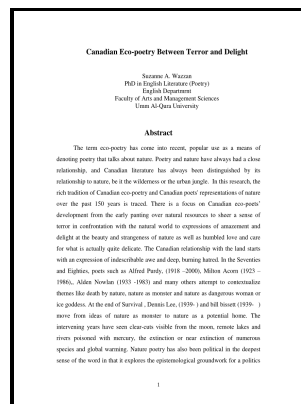 Canadian Eco-poetry Between Terror and Delight
Suzanne A. Wazzan
PhD in English Literature (Poetry)
English Department
Faculty of Arts and Management Sciences
Umm Al-Qura University
Abstract
The term eco-poetry has come into recent, popular use as a means of
denoting poetry that talks about nature. Poetry and nature have always had a close
relationship, and Canadian literature has always been distinguished by its
relationship to nature, be it the wilderness or the urban jungle. In this research, the
rich tradition of Canadian eco-poetry and Canadian poets' representations of nature
over the past 150 years is traced. There is a focus on Canadian eco-poets'
development from the early panting over natural resources to sheer a sense of
terror in confrontation with the natural world to expressions of amazement and
delight at the beauty and strangeness of nature as well as humbled love and care
for what is actually quite delicate. The Canadian relationship with the land starts
with an expression of indescribable awe and deep, burning hatred. In the Seventies
and Eighties, poets such as Alfred Purdy, (1918 –2000), Milton Acorn (1923 –
1986),, Alden Nowlan (1933 -1983) and many others attempt to contextualize
themes like death by nature, nature as monster and nature as dangerous woman or
ice goddess. At the end of Survival , Dennis Lee, (1939- ) and bill bissett (1939- )
move from ideas of nature as monster to nature as a potential home. The
intervening years have seen clear-cuts visible from the moon, remote lakes and
rivers poisoned with mercury, the extinction or near extinction of numerous
species and global warming. Nature poetry has also been political in the deepest
sense of the word in that it explores the epistemological groundwork for a politics
1